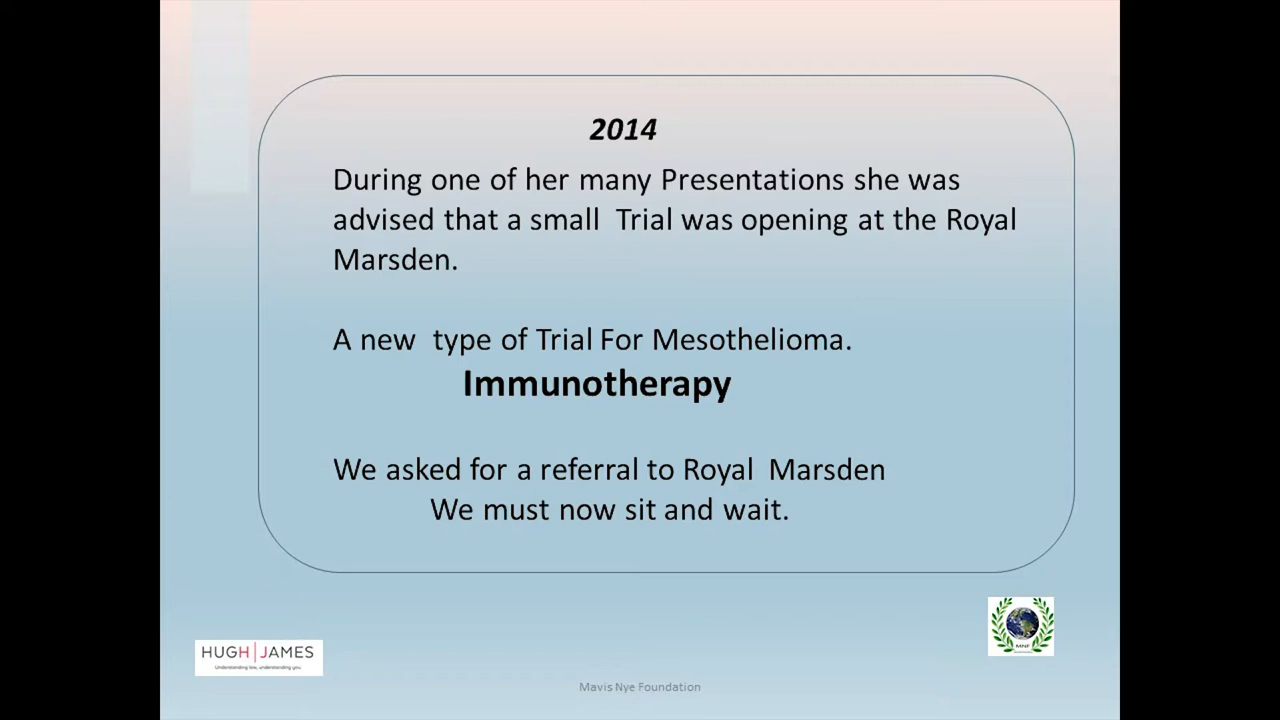 2014
During one of her many Presentations she was
advised that a small  Trial was opening at the Royal
Marsden.
A new  type of Trial For Mesothelioma.
Immunotherapy
We asked for a referral to Royal  Marsden
We must now sit and wait.
HUGH|JAMES
Understanding law, understanding you.
MNF
Mavis Nye Foundation